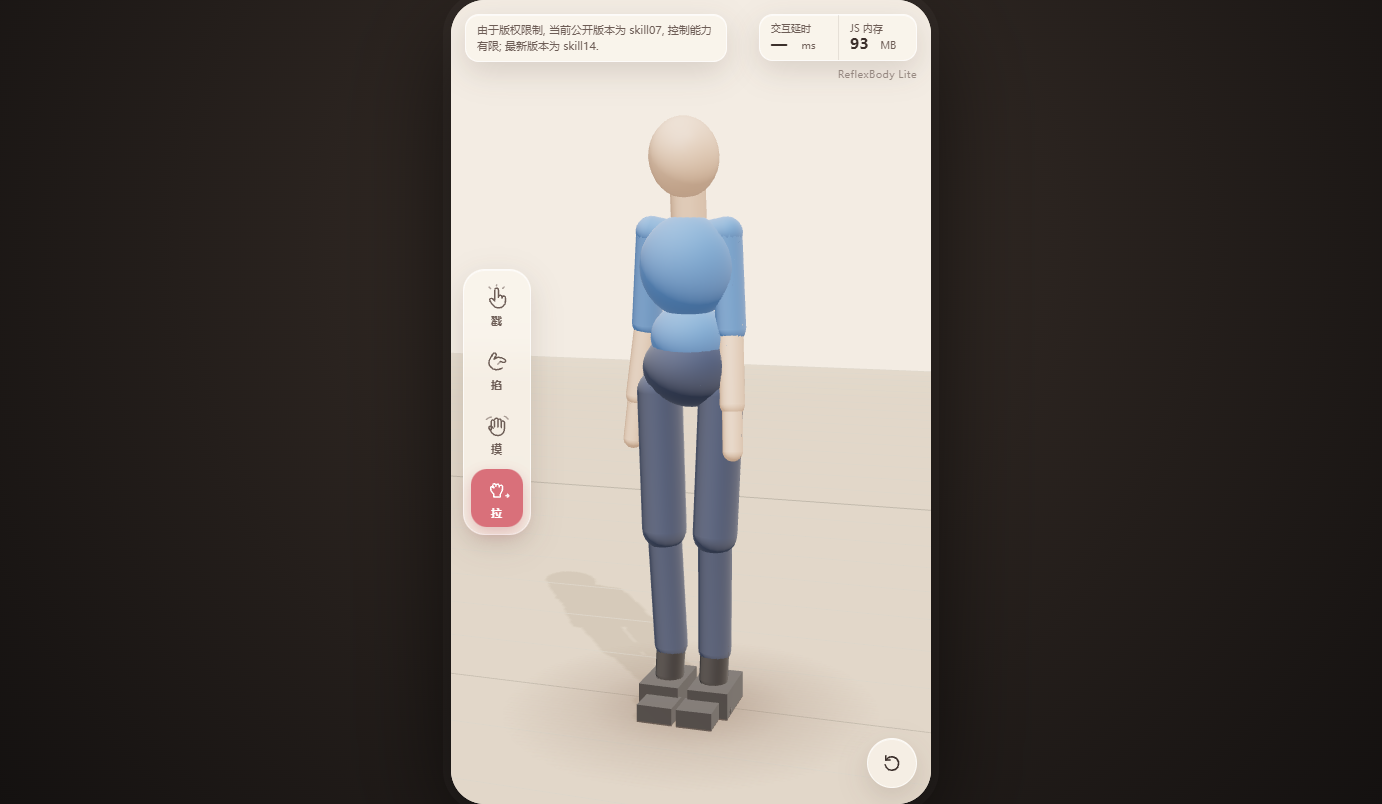 由于版权限制, 当前公开版本为 skill07, 控制能力
有限; 最新版本为 skill14.
交互延时
— ms
JS 内存
93 MB
ReflexBody Lite
戳
掐
摸
拉